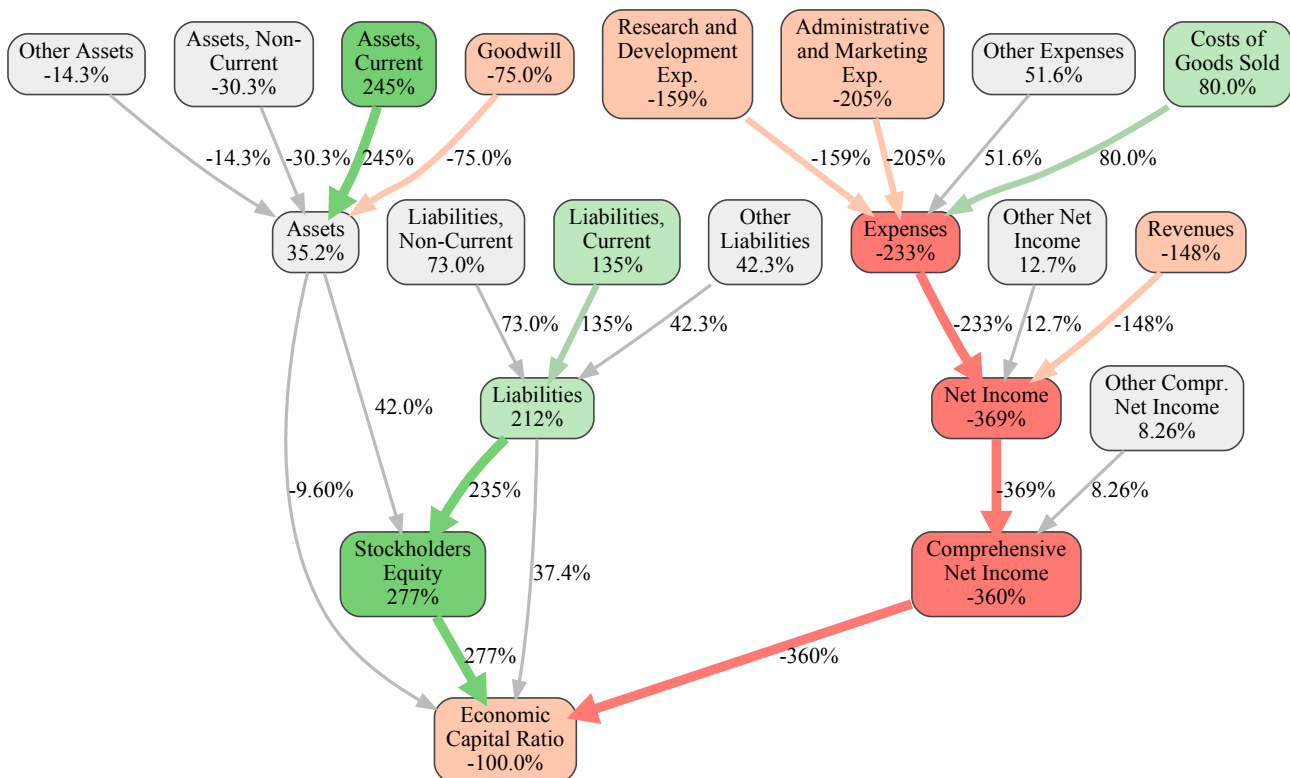 Other Assets
-14.3%
Assets, Non-
Current
-30.3%
Assets,
Current
245%
Goodwill
-75.0%
Research and
Development
Exp.
-159%
Administrative
and Marketing
Exp.
-205%
Other Expenses
51.6%
Costs of
Goods Sold
80.0%
-14.3%
-30.3%
245%
-75.0%
-159%
-205%
51.6%
80.0%
Assets
35.2%
Liabilities,
Non-Current
73.0%
Liabilities,
Current
135%
Other
Liabilities
42.3%
Expenses
-233%
Other Net
Income
12.7%
Revenues
-148%
73.0%
135%
42.3%
-233%
12.7%
-148%
Liabilities
212%
Net Income
-369%
Other Compr.
Net Income
8.26%
42.0%
-9.60%
235%
37.4%
-369%
8.26%
Stockholders
Equity
277%
Comprehensive
Net Income
-360%
277%
-360%
Economic
Capital Ratio
-100.0%